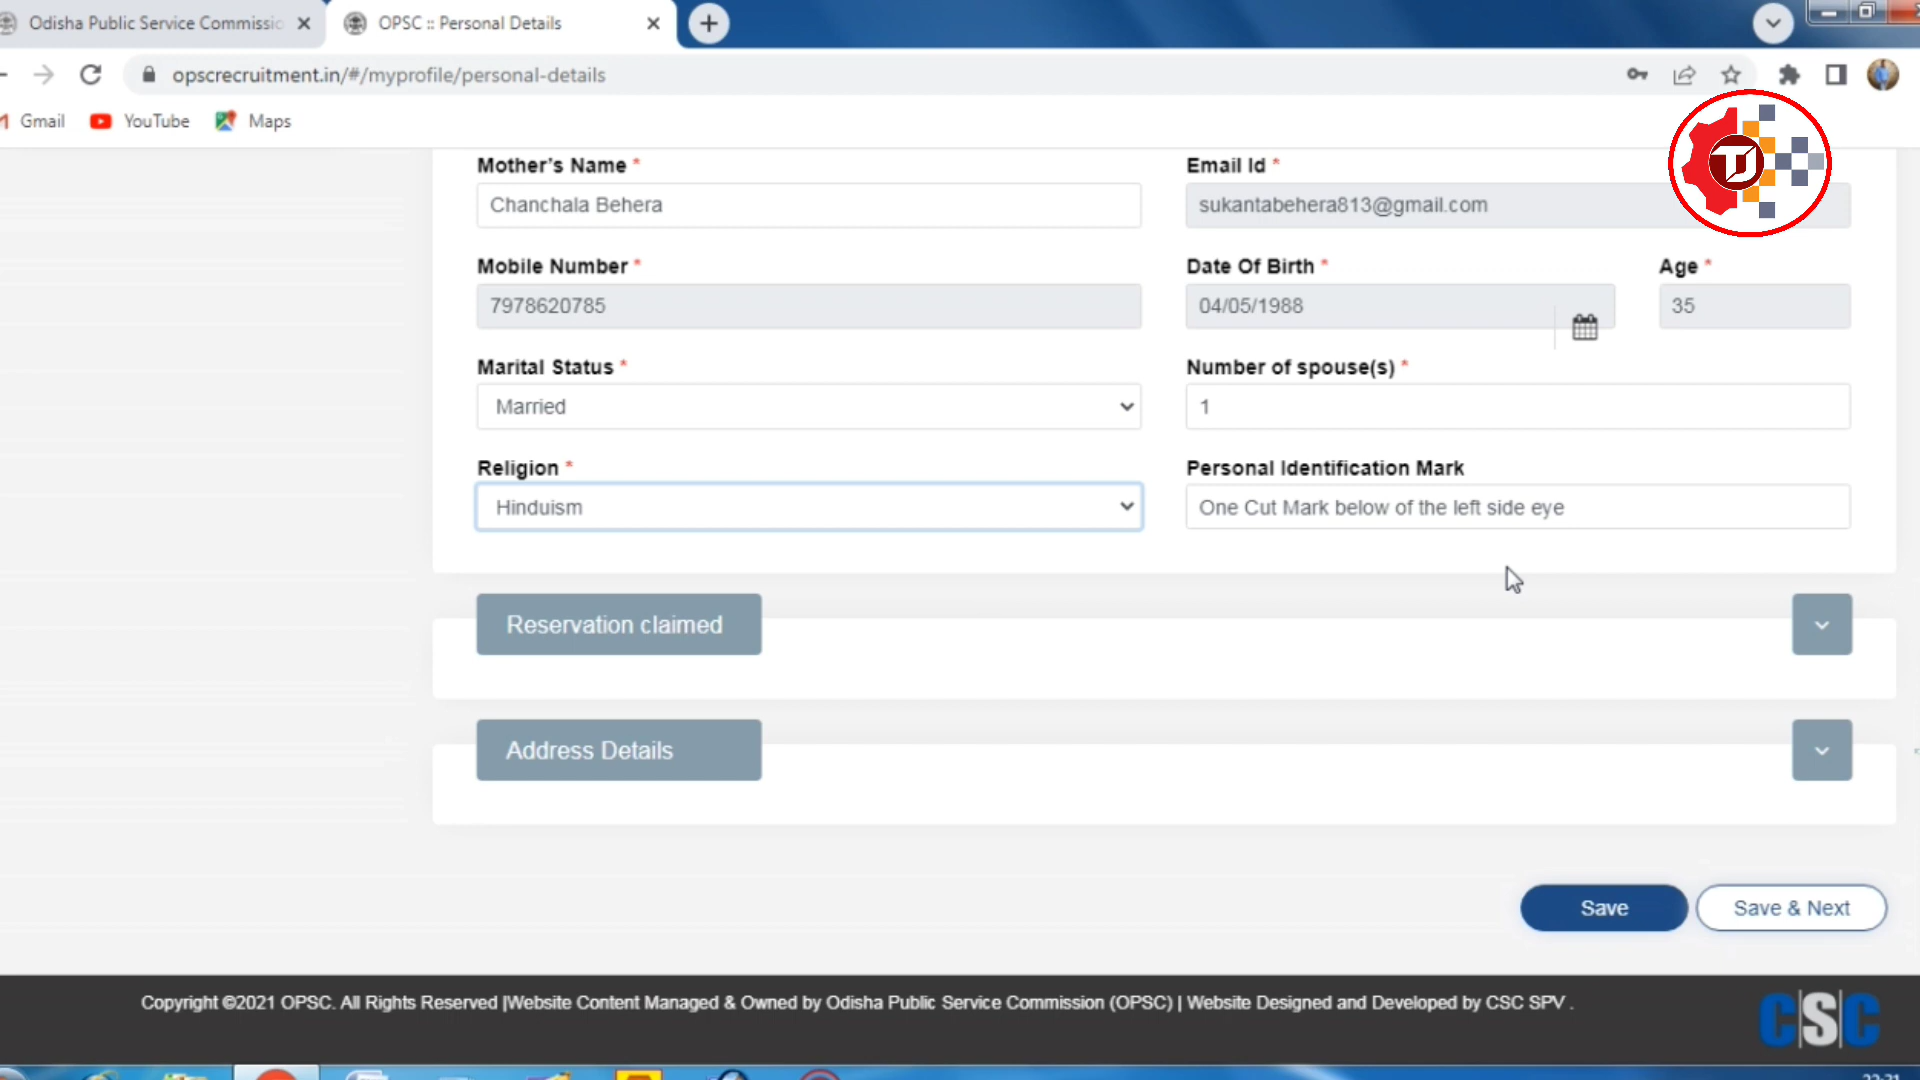 Odisha Public Service Commissio
OPSC :: Personal Details
opscrecruitment.in/#/myprofile/personal-details
Gmail YouTube Maps
Mother's Name * Email Id *
Chanchala Behera sukantabehera813@gmail.com
Mobile Number * Date Of Birth * Age *
7978620785 04/05/1988 35
Marital Status * Number of spouse(s) *
Married 1
Religion * Personal Identification Mark
Hinduism One Cut Mark below of the left side eye
Reservation claimed
Address Details
Save Save & Next
Copyright ©2021 OPSC. All Rights Reserved |Website Content Managed & Owned by Odisha Public Service Commission (OPSC) | Website Designed and Developed by CSC SPV .
CSC